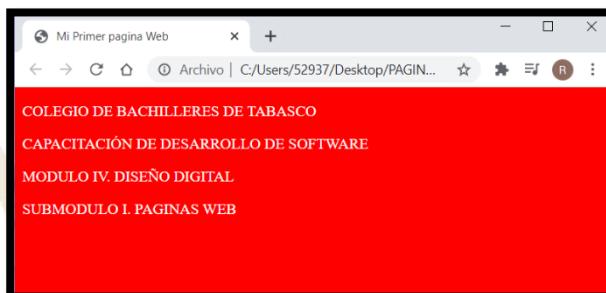 Mi Primer pagina Web
Archivo | C:/Users/52937/Desktop/PAGIN...
R
COLEGIO DE BACHILLERES DE TABASCO
CAPACITACIÓN DE DESARROLLO DE SOFTWARE
MODULO IV. DISEÑO DIGITAL
SUBMODULO I. PAGINAS WEB